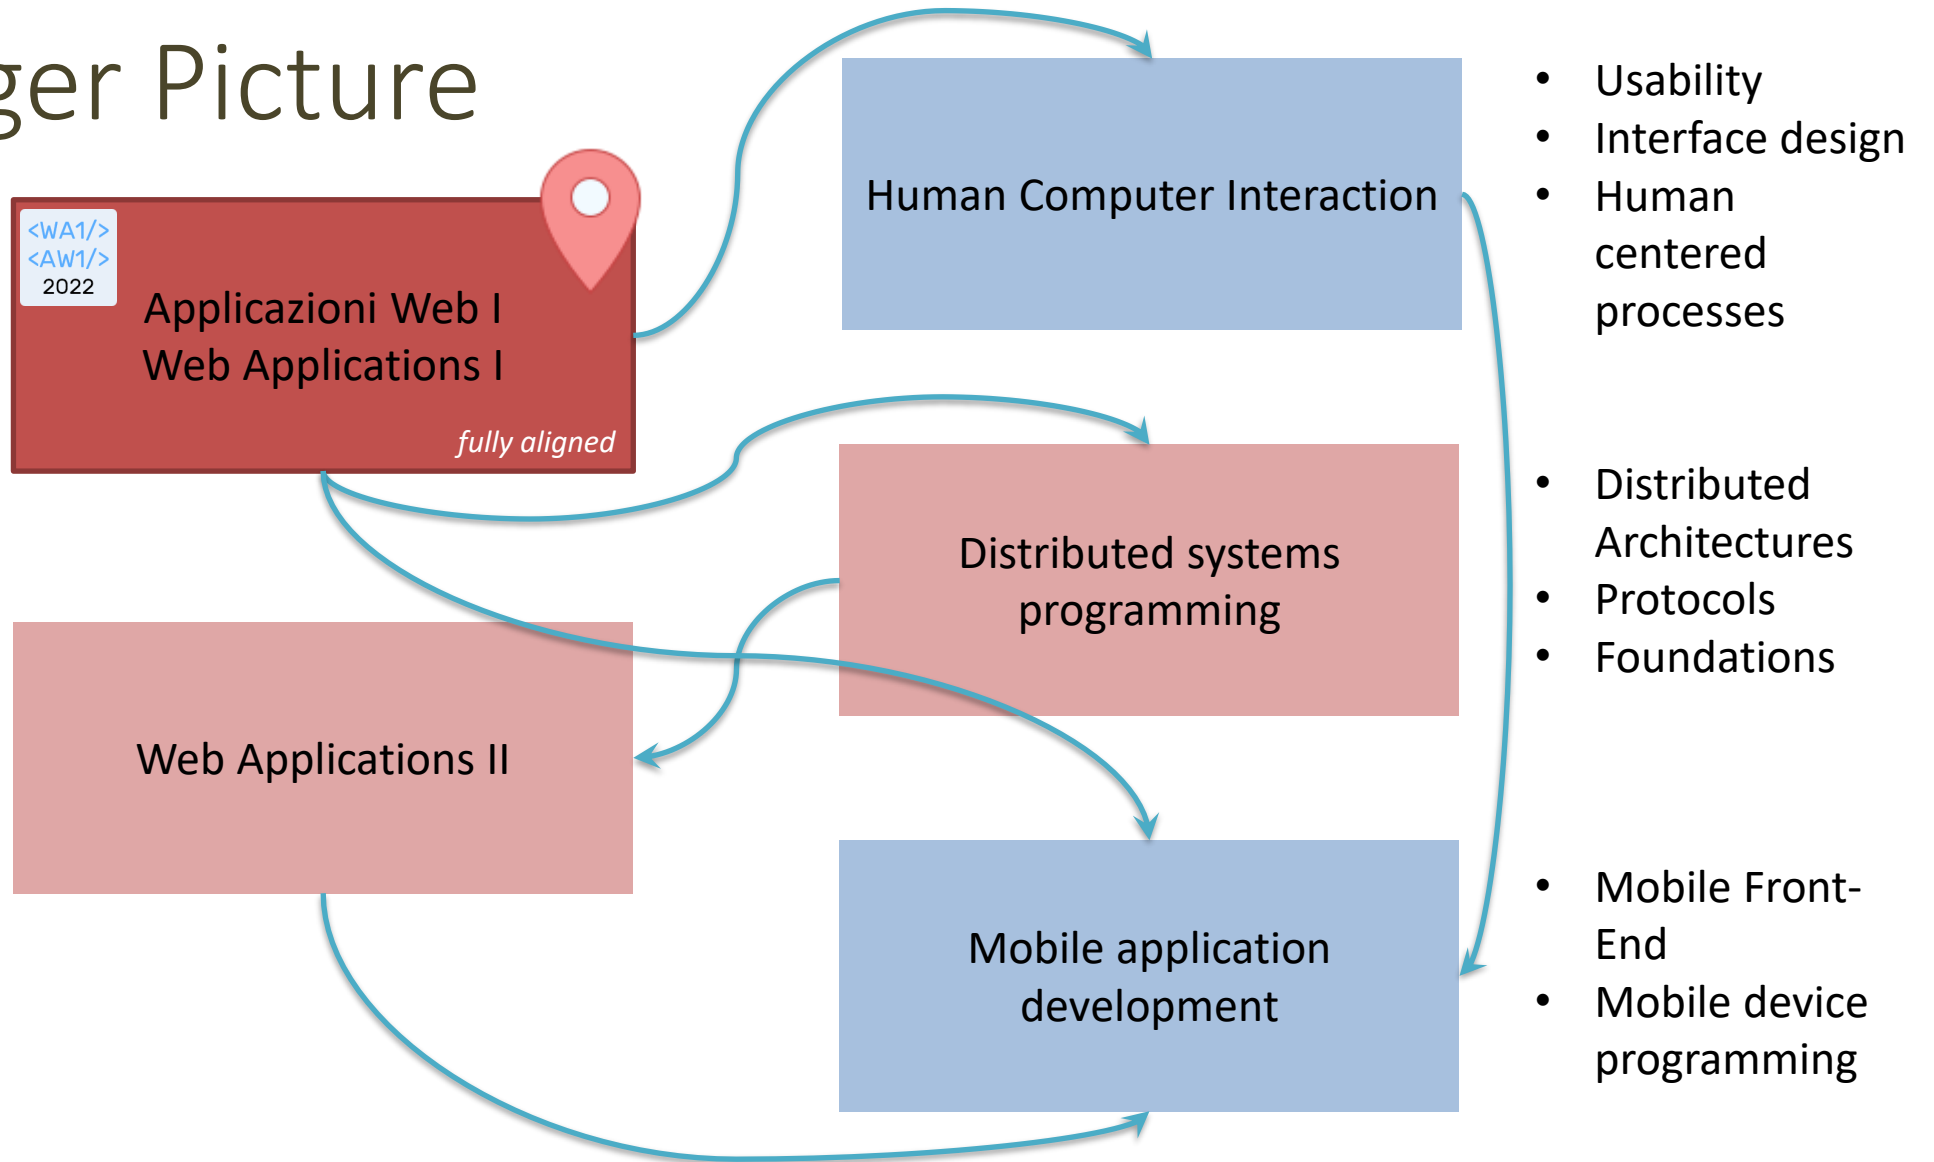 ger Picture
<WA1/>
<AW1/>
2022
Applicazioni Web I
Web Applications I
fully aligned
Human Computer Interaction
• Usability
• Interface design
• Human
centered
processes
Distributed systems
programming
• Distributed
Architectures
• Protocols
• Foundations
Web Applications II
Mobile application
development
• Mobile Front-
End
• Mobile device
programming